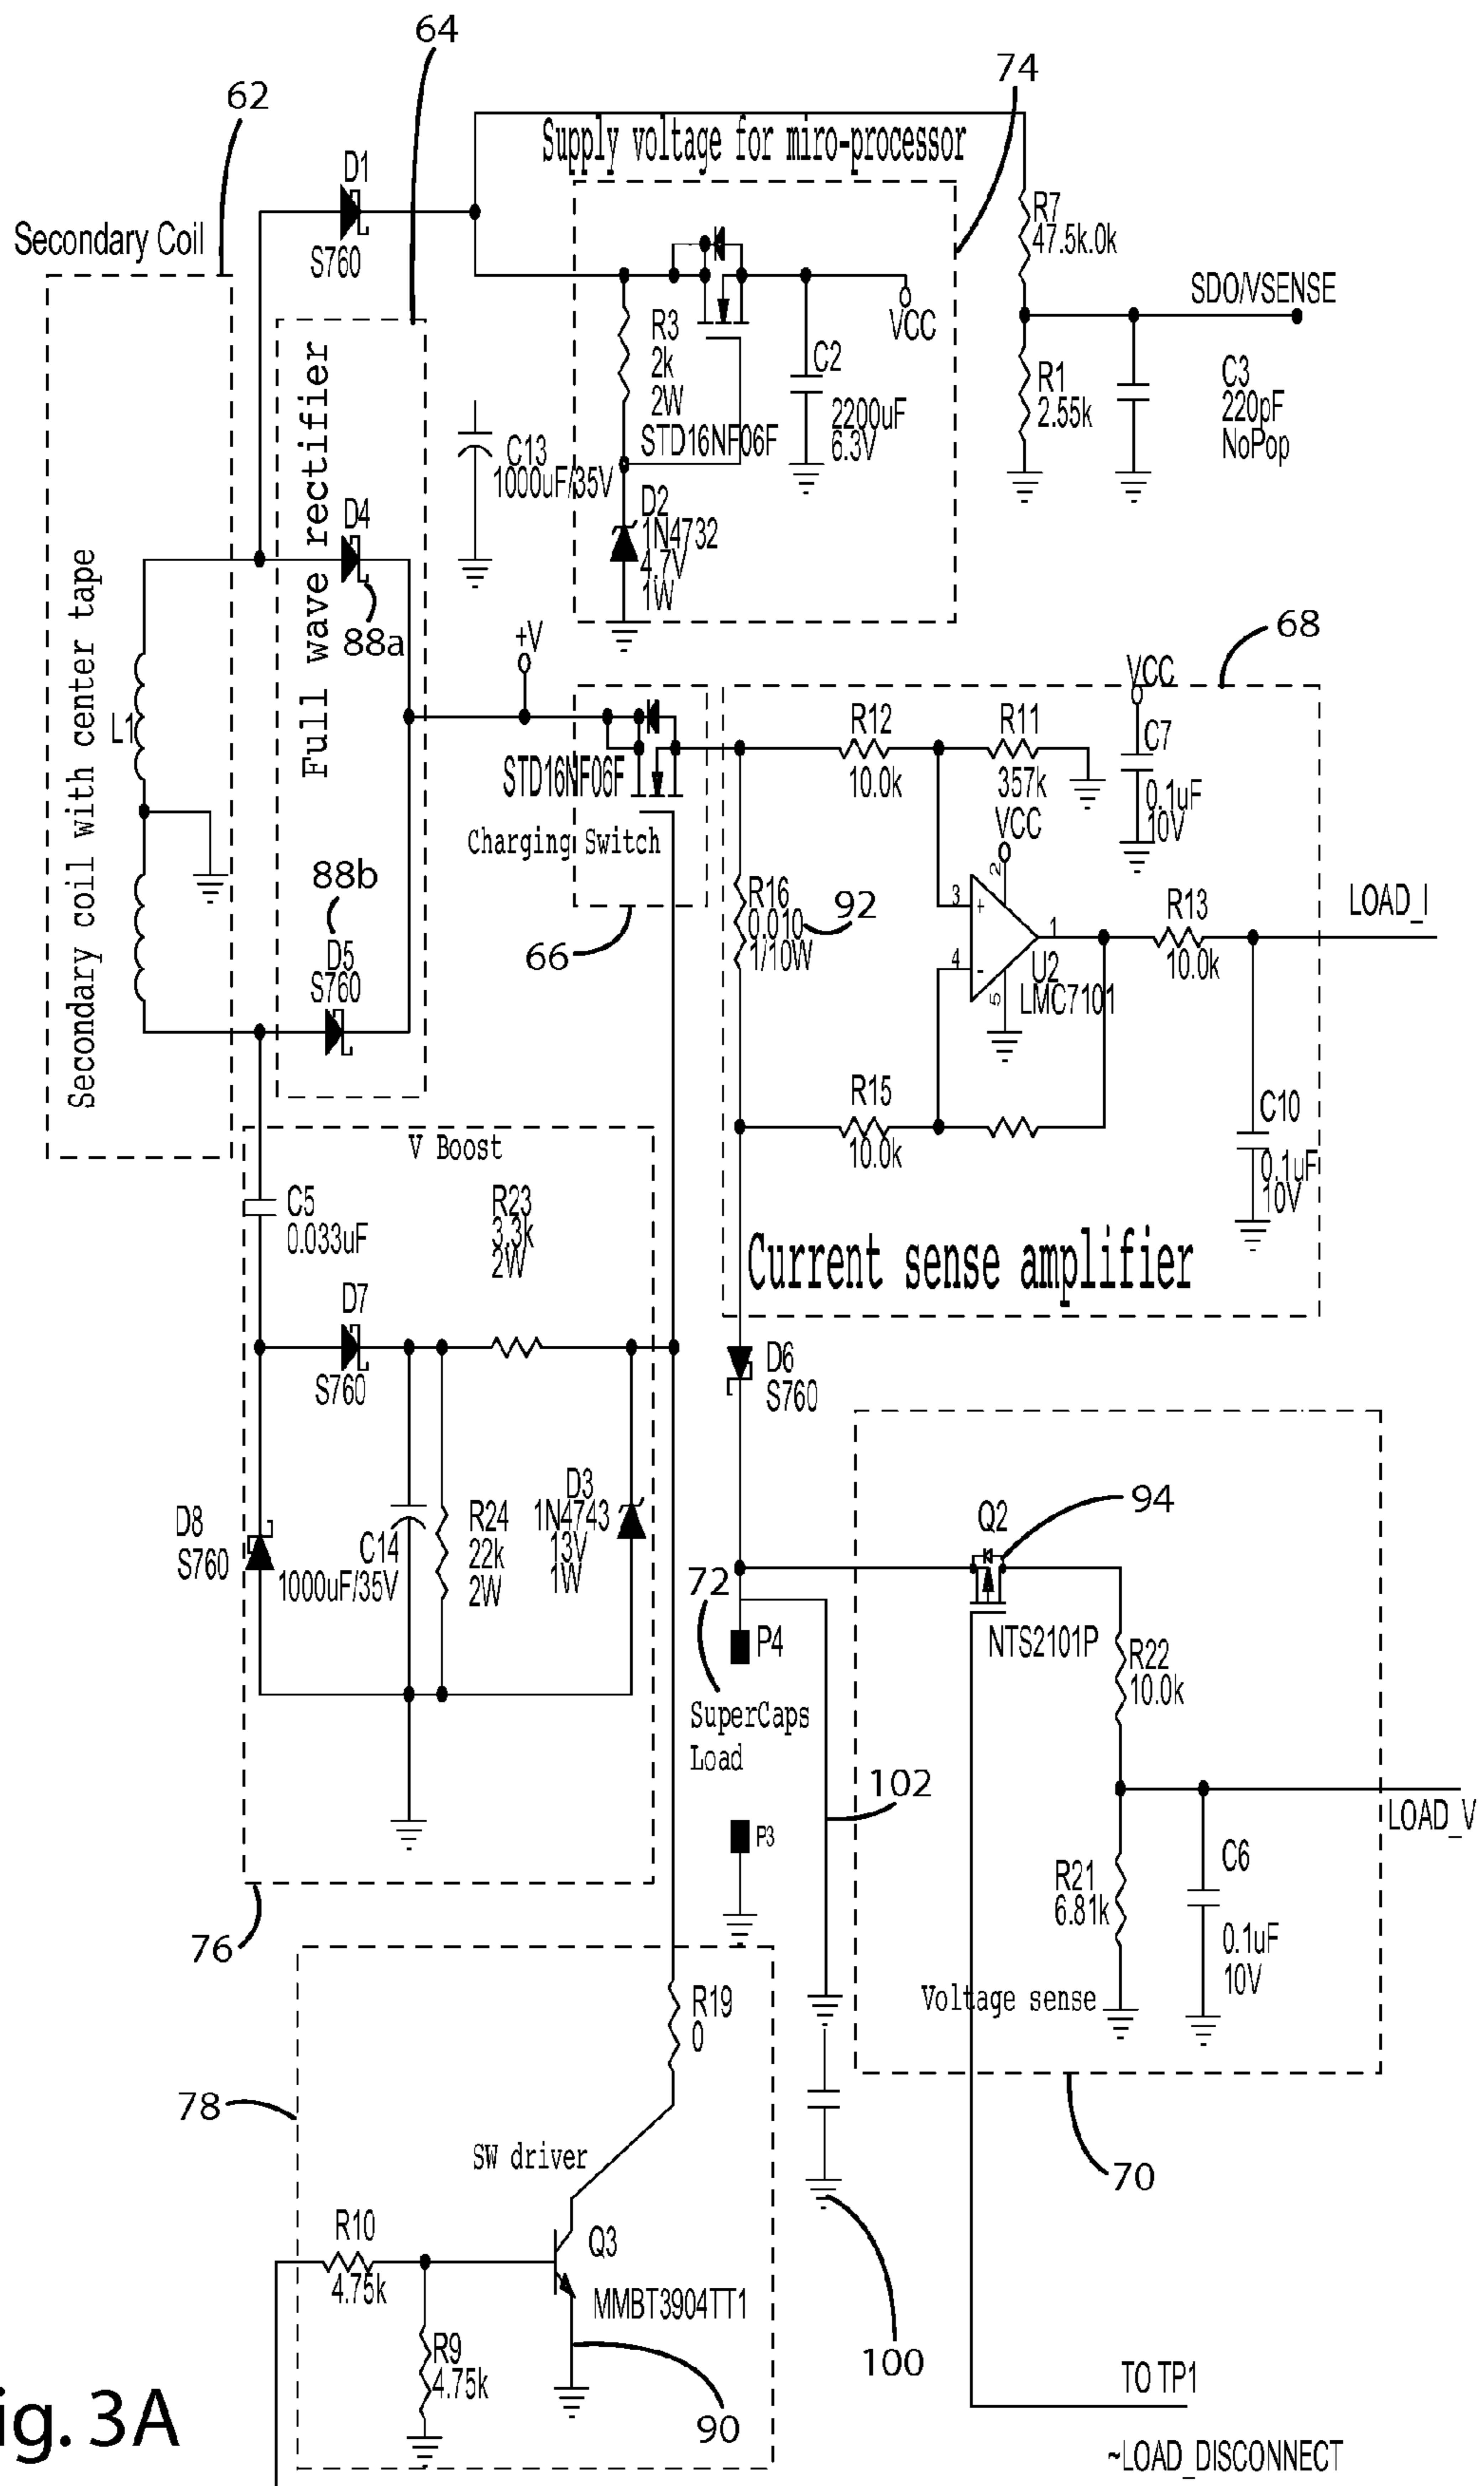 64
74
62
Supply voltage for miro-processor
D1
S760
Secondary Coil
R7
47.5k.0k
SDO/VSENSE
VCC
R3
2k
2W
STD16NF06F
C2
2200uF
6.3V
R1
2.55k
C3
220pF
NoPop
Full wave rectifier
C13
1000uF/35V
D2
1N4732
4.7V
1W
D4
88a
Secondary coil with center tape
L1
+V
68
VCC
R12
10.0k
R11
357k
C7
0.1uF
10V
STD16NF06F
VCC
Charging Switch
2
88b
R16
0.010
1/10W
92
3
+
1
R13
10.0k
LOAD_I
66
D5
S760
4
-
5
U2
LMC7101
R15
10.0k
C10
0.1uF
10V
V Boost
C5
0.033uF
R23
3.3k
2W
Current sense amplifier
D7
S760
D6
S760
D8
S760
C14
1000uF/35V
R24
22k
2W
D3
1N4743
13V
1W
Q2
94
72
P4
NTS2101P
R22
10.0k
SuperCaps
Load
102
LOAD_V
P3
R21
6.81k
C6
0.1uF
10V
76
Voltage sense
R19
0
78
SW driver
70
R10
4.75k
Q3
MMBT3904TT1
R9
4.75k
100
90
TO TP1
ig. 3A
~LOAD_DISCONNECT